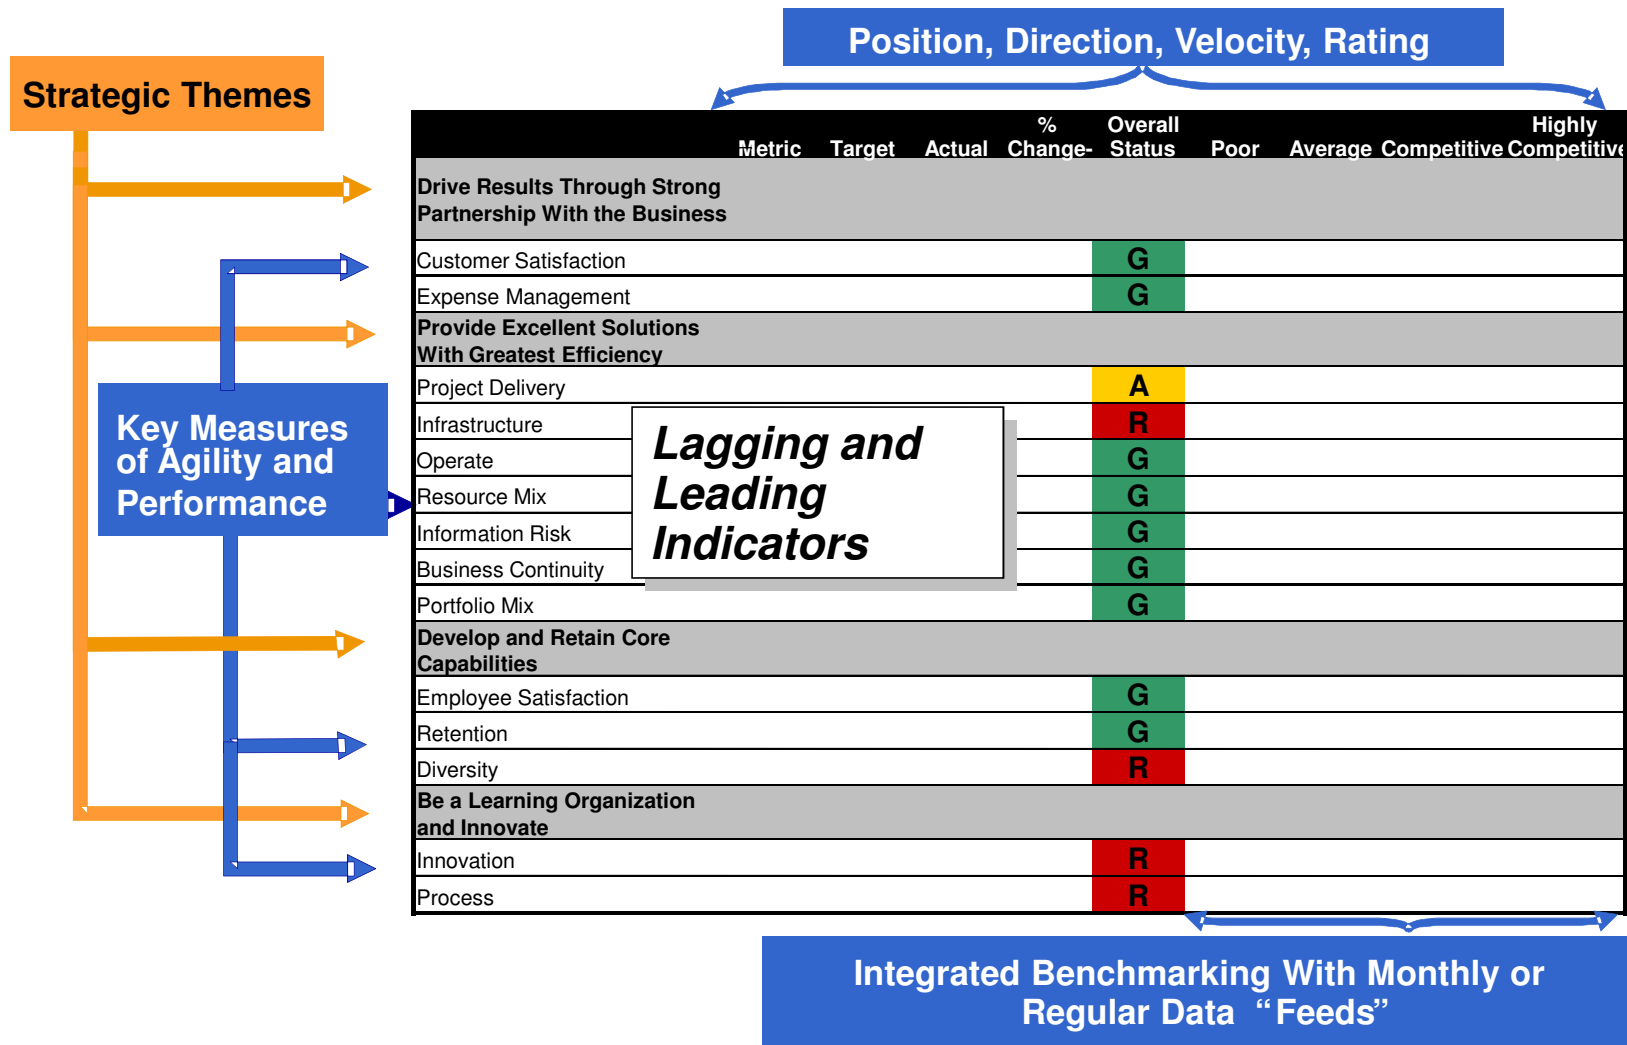 Position, Direction, Velocity, Rating
Strategic Themes
% Overall Highly
Metric Target Actual Change- Status Poor Average Competitive Competitive
Drive Results Through Strong
Partnership With the Business
Customer Satisfaction G
Expense Management G
Provide Excellent Solutions
With Greatest Efficiency
Project Delivery A
Infrastructure R
Operate G
Resource Mix G
Information Risk G
Business Continuity G
Portfolio Mix G
Key Measures
of Agility and
Performance
Lagging and
Leading
Indicators
Develop and Retain Core
Capabilities
Employee Satisfaction G
Retention G
Diversity R
Be a Learning Organization
and Innovate
Innovation R
Process R
Integrated Benchmarking With Monthly or
Regular Data “Feeds”